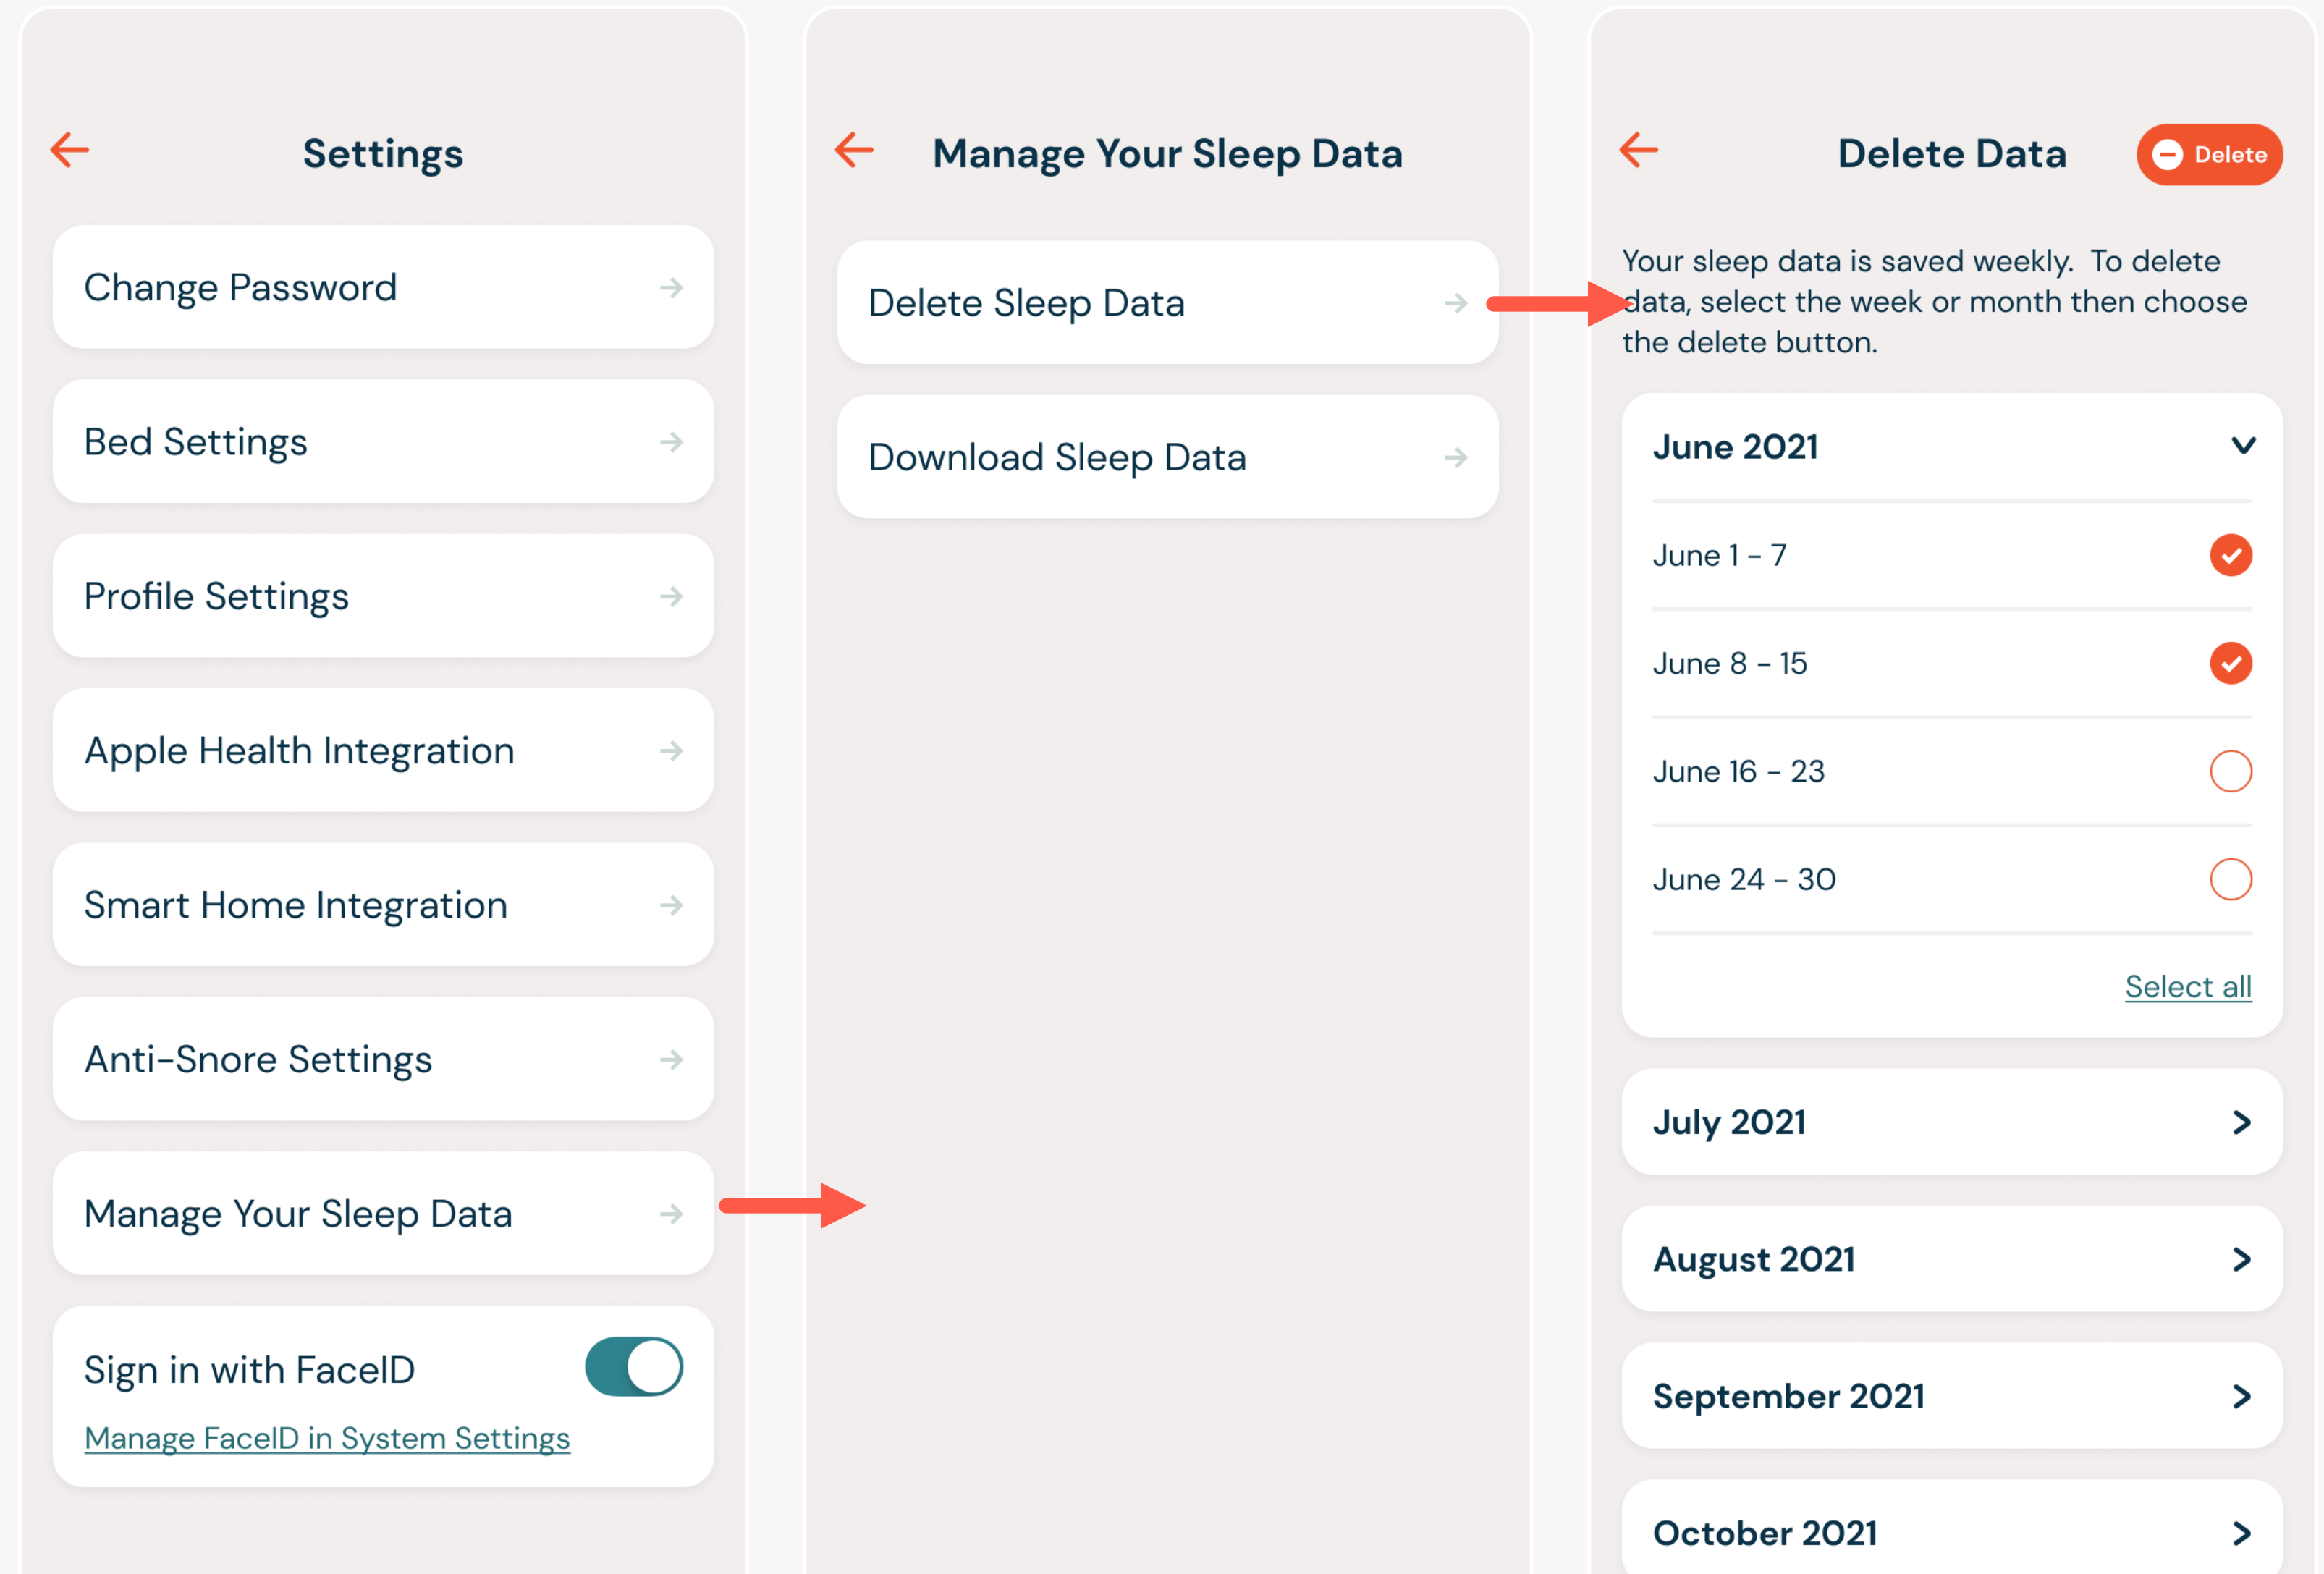 Settings
Change Password
Bed Settings
Profile Settings
Apple Health Integration
Smart Home Integration
Anti-Snore Settings
Manage Your Sleep Data
Sign in with FaceID
Manage FaceID in System Settings
Manage Your Sleep Data
Delete Sleep Data
Download Sleep Data
Delete Data
Delete
Your sleep data is saved weekly. To delete
data, select the week or month then choose
the delete button.
June 2021
June 1 - 7
June 8 - 15
June 16 - 23
June 24 - 30
Select all
July 2021
August 2021
September 2021
October 2021